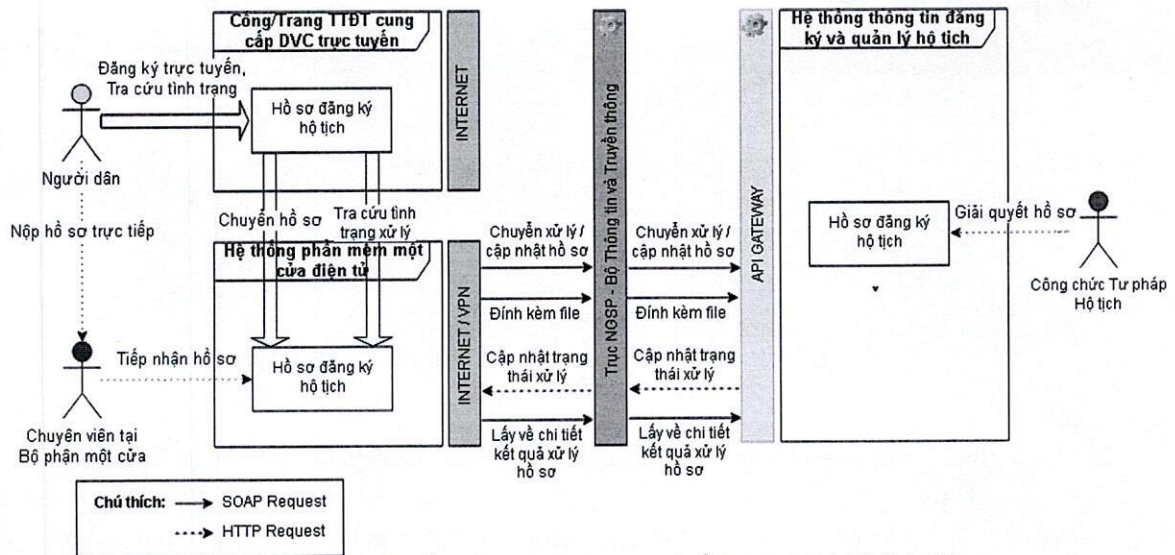 Cổng/Trang TTĐT cung
cấp DVC trực tuyến
Đăng ký trực tuyến,
Tra cứu tình trạng
Hồ sơ đăng ký
hộ tịch
Người dân
INTERNET
Nộp hồ sơ trực tiếp
Chuyển hồ sơ
Tra cứu tình
trạng xử lý
Hệ thống phần mềm một
cửa điện tử
Tiếp nhận hồ sơ
Hồ sơ đăng ký
hộ tịch
Chuyên viên tại
Bộ phận một cửa
INTERNET / VPN
Chuyển xử lý /
cập nhật hồ sơ
Đính kèm file
Cập nhật trạng
thái xử lý
Lấy về chi tiết
kết quả xử lý
hồ sơ
Trục NGSP - Bộ Thông tin và Truyền thông
Chuyển xử lý /
cập nhật hồ sơ
Đính kèm file
Cập nhật trạng
thái xử lý
Lấy về chi tiết
kết quả xử lý
hồ sơ
API GATEWAY
Hệ thống thông tin đăng
ký và quản lý hộ tịch
Hồ sơ đăng ký
hộ tịch
Giải quyết hồ sơ
Công chức Tư pháp
Hộ tịch
Chú thích: SOAP Request
HTTP Request